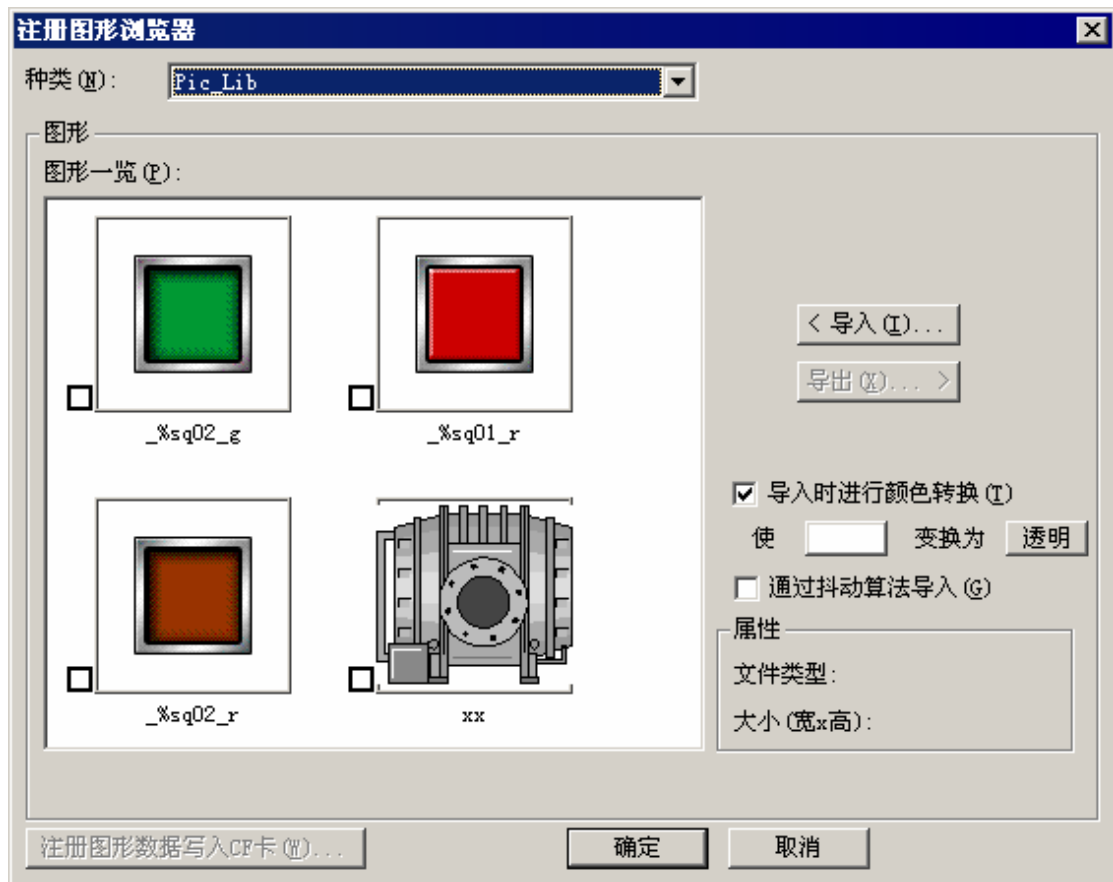 注册图形浏览器
种类(N): Pic_Lib
图形
图形一览(P):
_%sq02_g
_%sq01_r
_%sq02_r
xx
< 导入(I)...
导出(X)... >
导入时进行颜色转换(T)
使 变换为 透明
通过抖动算法导入(G)
属性
文件类型:
大小(宽x高):
注册图形数据写入CF卡(W)...
确定
取消